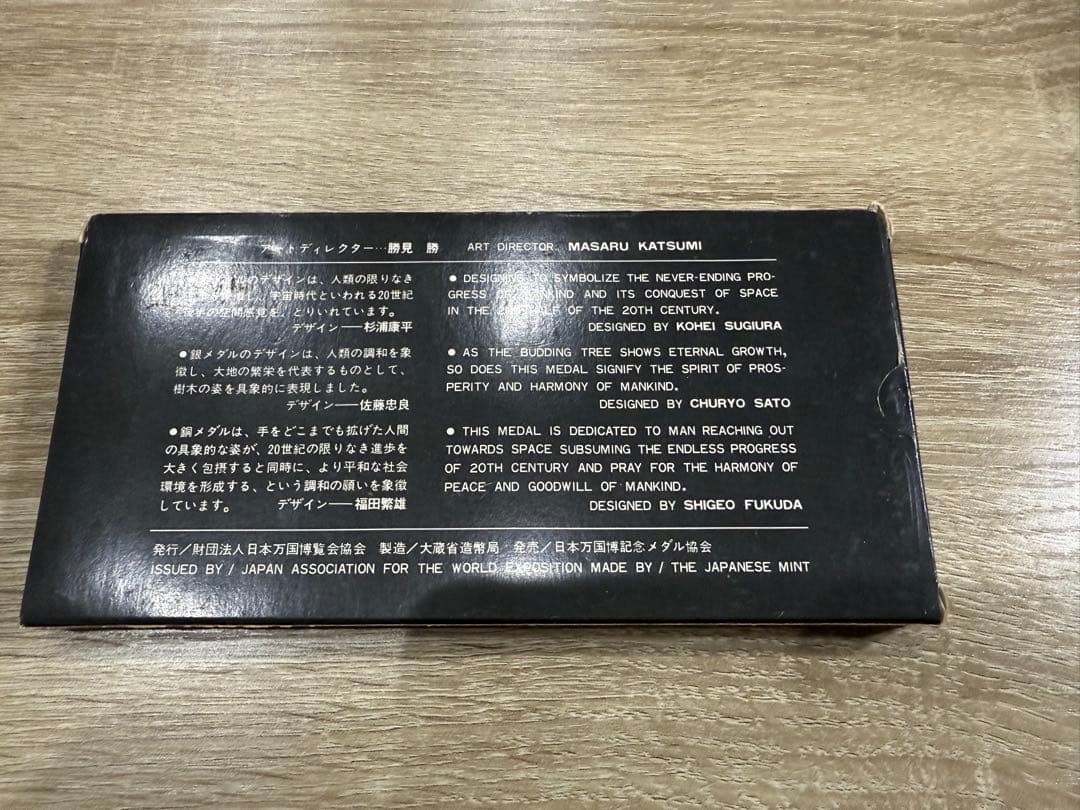 アートディレクター…勝見 勝 ART DIRECTOR. MASARU KATSUMI
メダルのデザインは、人類の限りなき
し、宇宙時代といわれる20世紀
後半の空間感覚を、とりいれています。
デザイン──杉浦康平
●銀メダルのデザインは、人類の調和を象
徴し、大地の繁栄を代表するものとして、
樹木の姿を具象的に表現しました。
デザイン──佐藤忠良
●銅メダルは、手をどこまでも拡げた人間
の具象的な姿が、20世紀の限りなき進歩を
大きく包摂すると同時に、より平和な社会
環境を形成する、という調和の願いを象徴
しています。 デザイン──福田繁雄
● DESIGNING TO SYMBOLIZE THE NEVER-ENDING PRO-
GRESS OF MANKIND AND ITS CONQUEST OF SPACE
IN THE 2ND HALF OF THE 20TH CENTURY.
DESIGNED BY KOHEI SUGIURA
● AS THE BUDDING TREE SHOWS ETERNAL GROWTH,
SO DOES THIS MEDAL SIGNIFY THE SPIRIT OF PROS-
PERITY AND HARMONY OF MANKIND.
DESIGNED BY CHURYO SATO
● THIS MEDAL IS DEDICATED TO MAN REACHING OUT
TOWARDS SPACE SUBSUMING THE ENDLESS PROGRESS
OF 20TH CENTURY AND PRAY FOR THE HARMONY OF
PEACE AND GOODWILL OF MANKIND.
DESIGNED BY SHIGEO FUKUDA
発行／財団法人日本万国博覧会協会 製造／大蔵省造幣局 発売／日本万国博記念メダル協会
ISSUED BY / JAPAN ASSOCIATION FOR THE WORLD EXPOSITION MADE BY / THE JAPANESE MINT